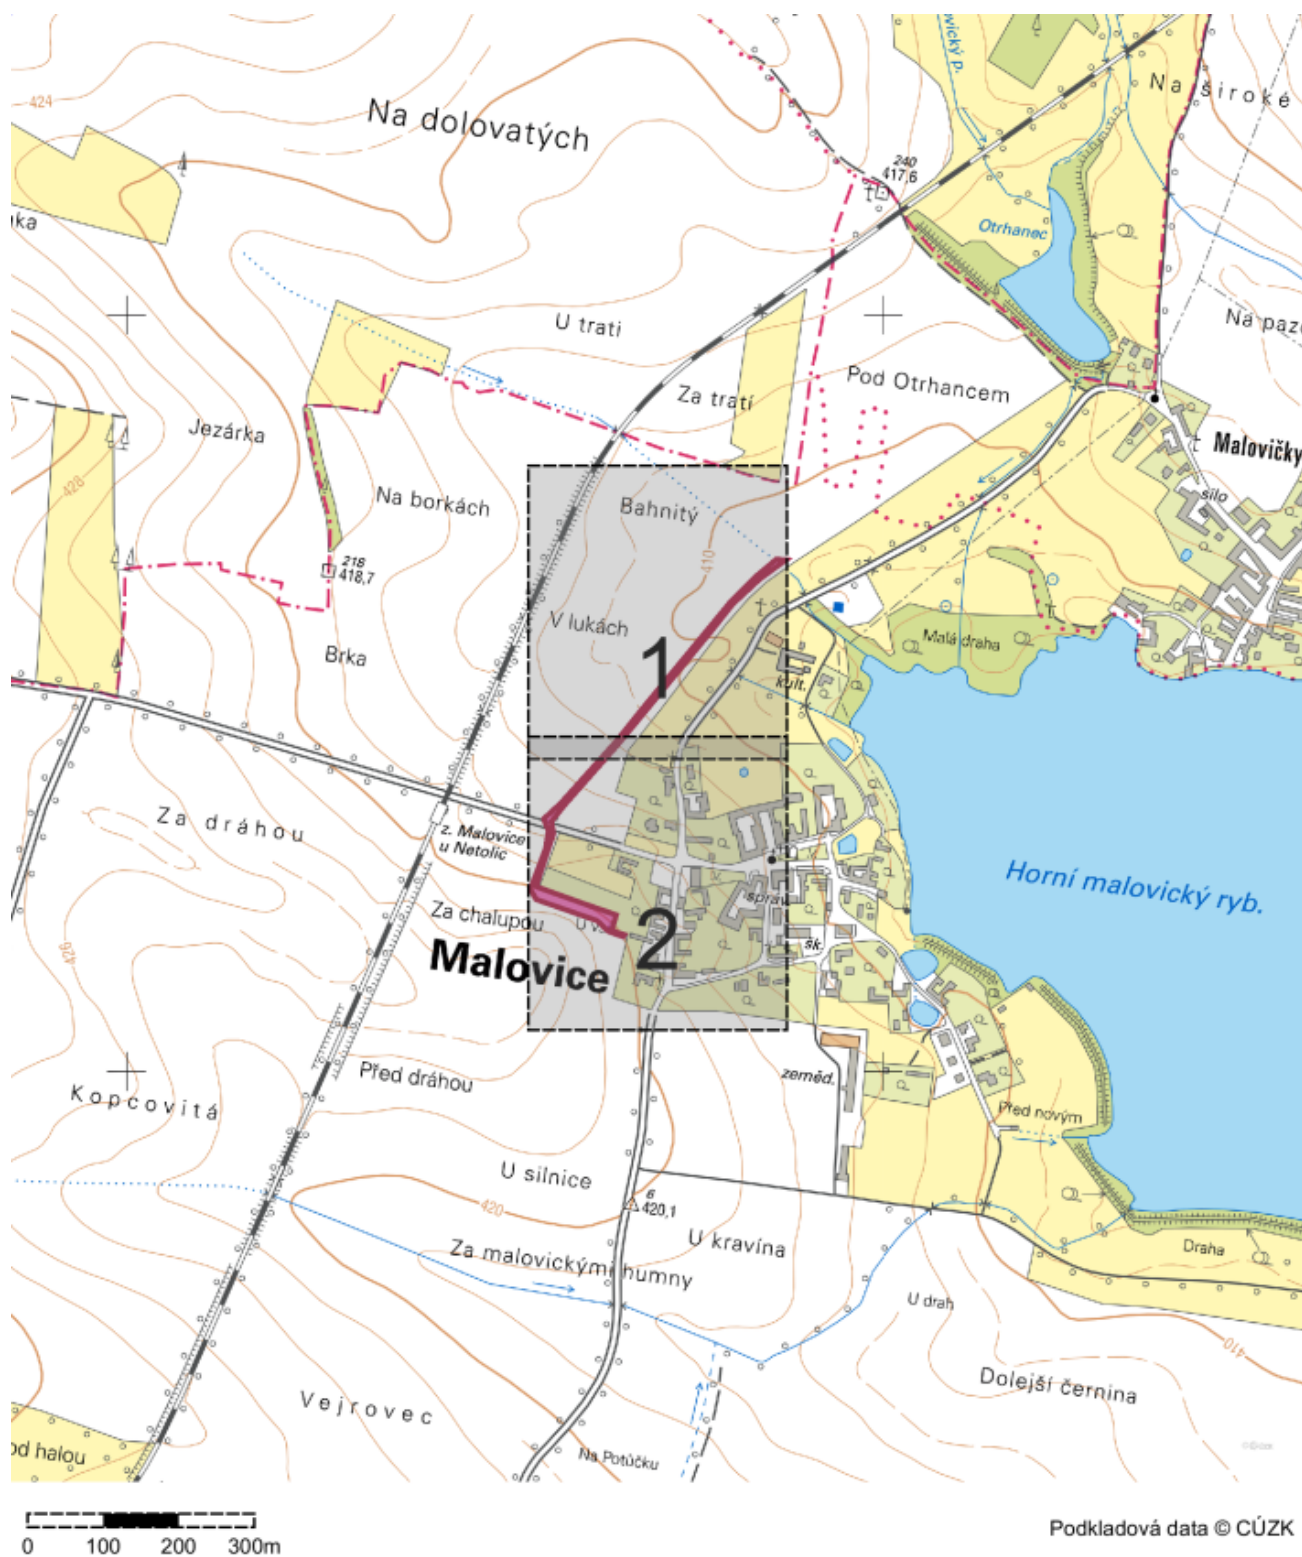 ovický p.
Na široké
424
Na dolovatých
240
417,6
Otrhanec
U trati
Na pazd
Pod Otrhancem
Za tratí
Jezárka
Malovičky
428
Na borkách
Bahnitý
silo
410
218
418,7
V lukách
1
Malá draha
Brka
kult.
Za dráhou
z. Malovice
u Netolic
Horní malovický ryb.
Za chalupou
U v.
2
správ.
šk.
426
Malovice
Před dráhou
zeměd.
Kopcovitá
Před novým
U silnice
420
6
420,1
U kravína
Za malovickými humny
Draha
U drah
410
Dolejší černina
Vejrovec
od halou
Na Potůčku
0 100 200 300m
Podkladová data © CÚZK